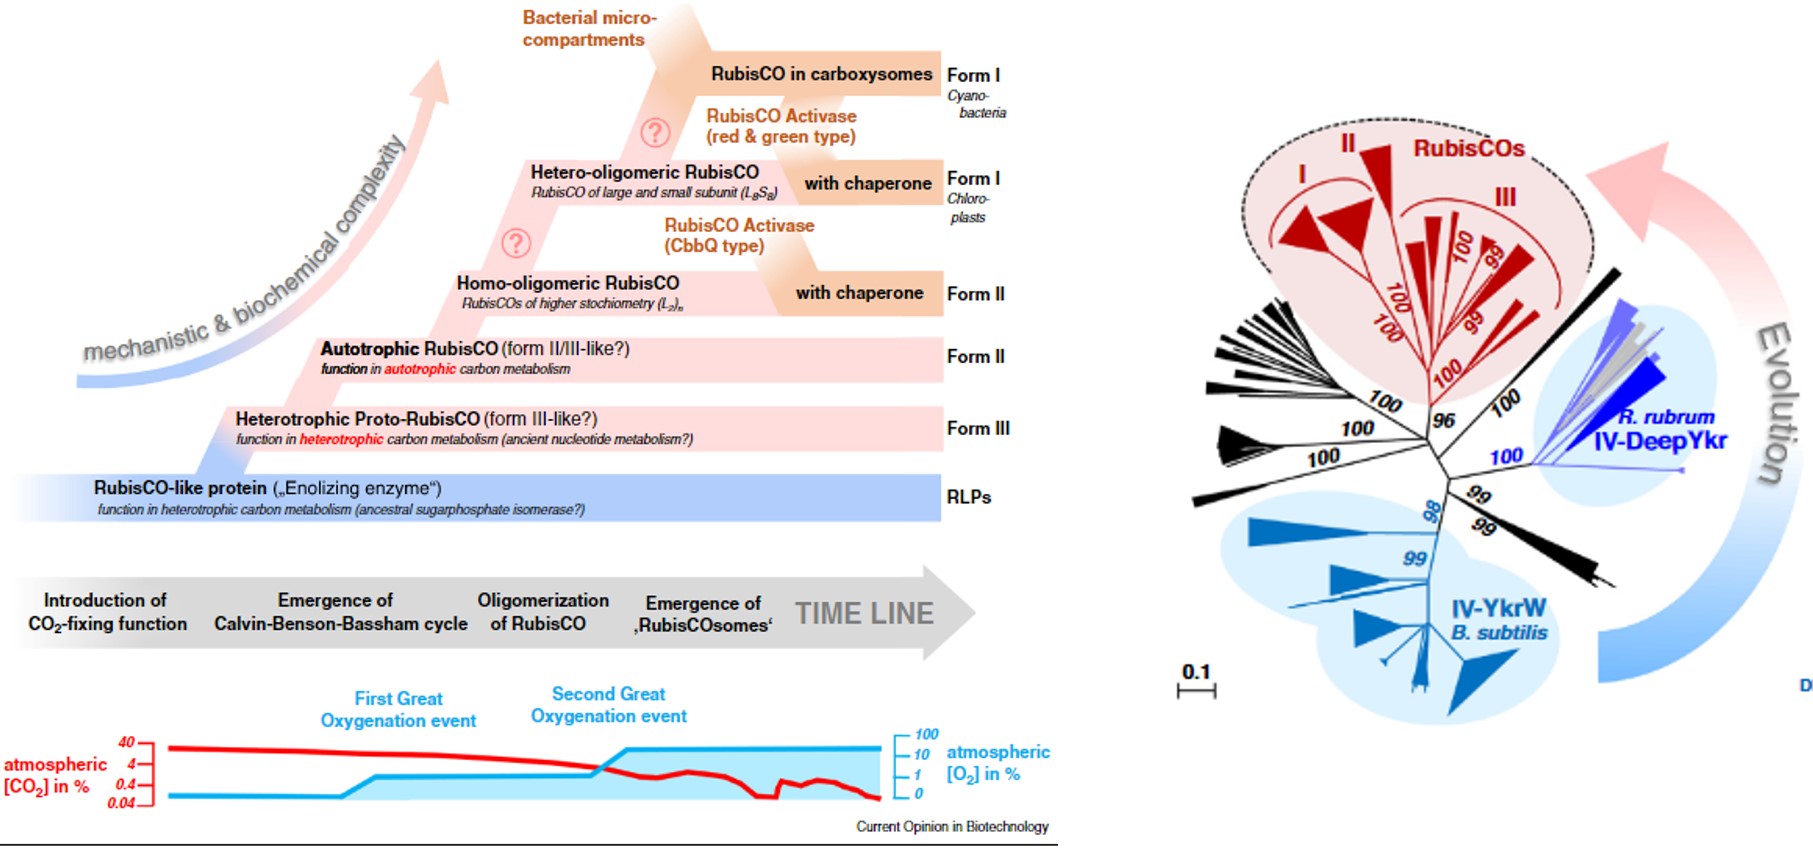 Bacterial micro-
compartments
RubisCO in carboxysomes
Form I
Cyano-
bacteria
RubisCO Activase
(red & green type)
?
Hetero-oligomeric RubisCO
RubisCO of large and small subunit (L8S8)
with chaperone
Form I
Chloro-
plasts
RubisCO Activase
(CbbQ type)
?
Homo-oligomeric RubisCO
RubisCOs of higher stochiometry (L2)n
with chaperone
Form II
mechanistic & biochemical complexity
Autotrophic RubisCO (form II/III-like?)
function in autotrophic carbon metabolism
Form II
Heterotrophic Proto-RubisCO (form III-like?)
function in heterotrophic carbon metabolism (ancient nucleotide metabolism?)
Form III
RubisCO-like protein („Enolizing enzyme“)
function in heterotrophic carbon metabolism (ancestral sugarphosphate isomerase?)
RLPs
Introduction of
CO2-fixing function
Emergence of
Calvin-Benson-Bassham cycle
Oligomerization
of RubisCO
Emergence of
‚RubisCOsomes‘
TIME LINE
First Great
Oxygenation event
Second Great
Oxygenation event
atmospheric
[CO2] in %
40
4
0.4
0.04
100
10
1
0
atmospheric
[O2] in %
Current Opinion in Biotechnology
RubisCOs
I
II
III
100
99
100
100
99
100
100
96
100
100
100
100
R. rubrum
IV-DeepYkr
99
99
98
99
IV-YkrW
B. subtilis
Evolution
0.1
D